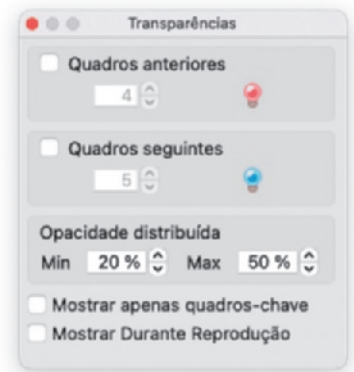 Transparências
Quadros anteriores
4
Quadros seguintes
5
Opacidade distribuída
Min 20 % Max 50 %
Mostrar apenas quadros-chave
Mostrar Durante Reprodução